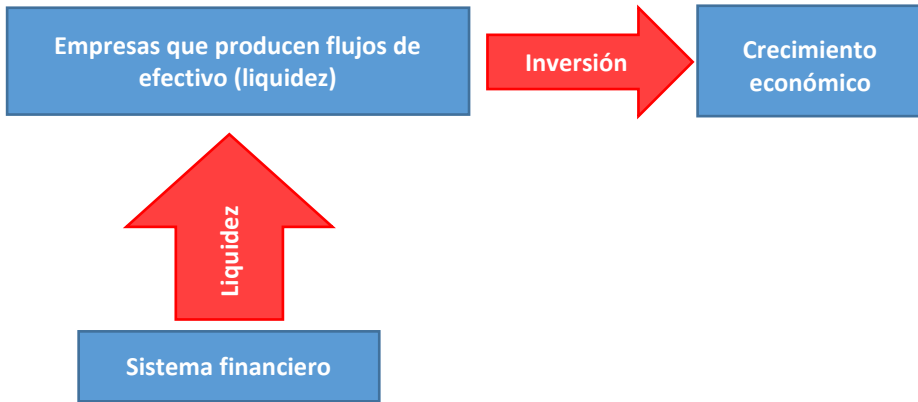 Empresas que producen flujos de
efectivo (liquidez)
Inversión
Crecimiento
económico
Liquidez
Sistema financiero